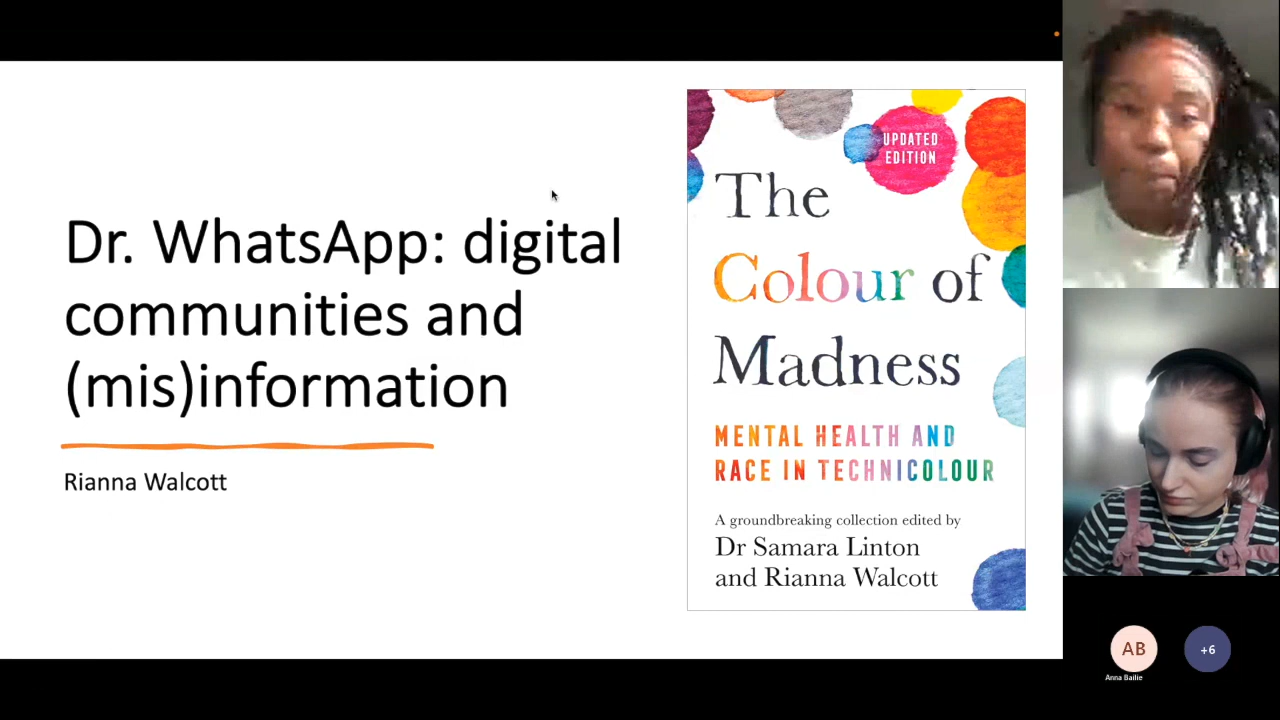 Dr. WhatsApp: digital
communities and
(mis)information
Rianna Walcott
UPDATED
EDITION
The
Colour of
Madness
MENTAL HEALTH AND
RACE IN TECHNICOLOUR
A groundbreaking collection edited by
Dr Samara Linton
and Rianna Walcott
AB
Anna Bailie
+6